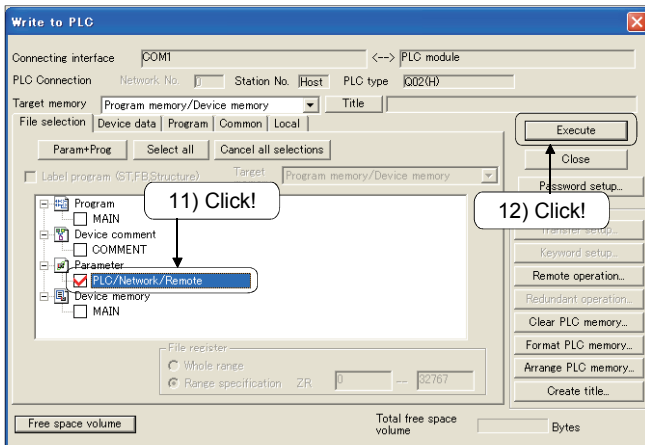 Write to PLC
Connecting interface COM1 <--> PLC module
PLC Connection Network No. 0 Station No. Host PLC type Q02(H)
Target memory Program memory/Device memory Title
File selection Device data Program Common Local
Execute
Param+Prog Select all Cancel all selections
Close
Label program (ST,FB,Structure) Target Program memory/Device memory
Password setup...
11) Click!
12) Click!
Program
MAIN
Transfer setup...
Device comment
COMMENT
Keyword setup...
Parameter
PLC/Network/Remote
Remote operation...
Device memory
MAIN
Redundant operation...
Clear PLC memory...
File register
Format PLC memory...
Whole range
Arrange PLC memory...
Range specification ZR 0 -- 32767
Create title...
Free space volume
Total free space
volume Bytes